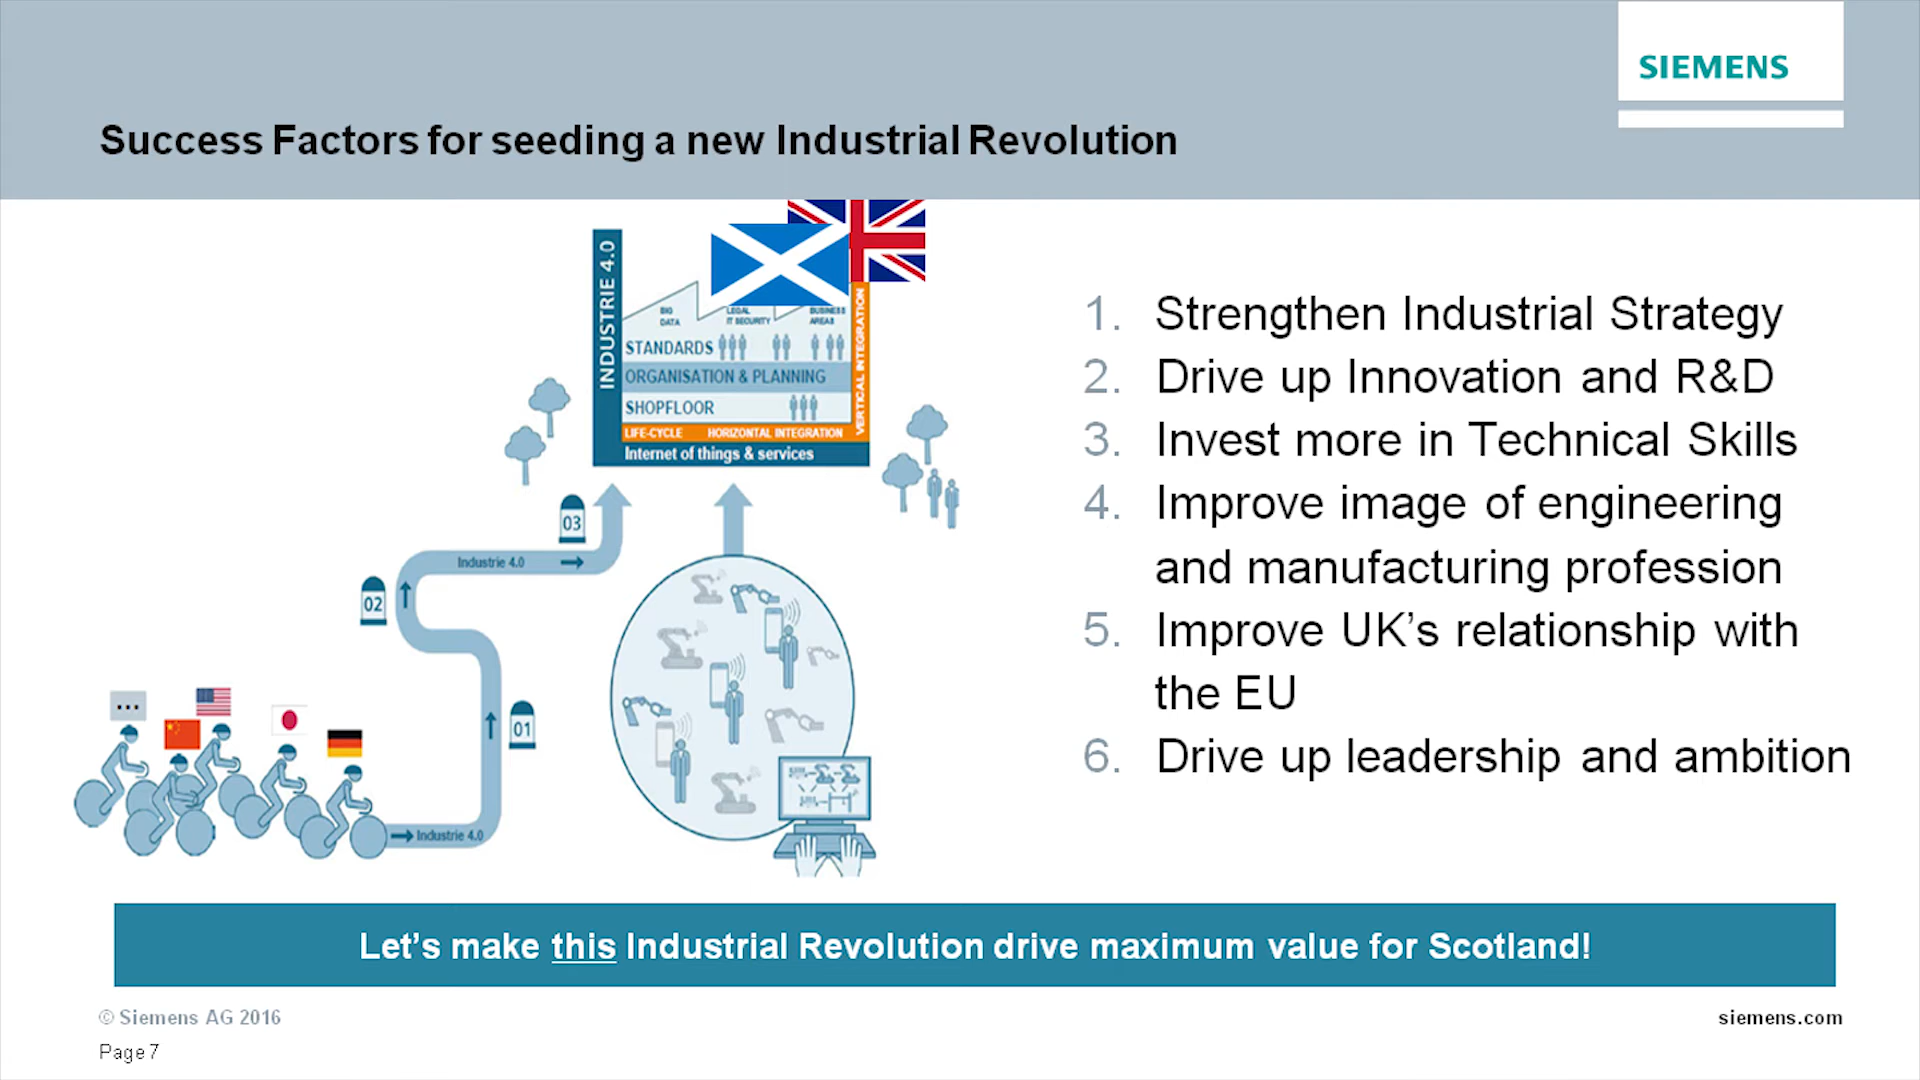 SIEMENS
Success Factors for seeding a new Industrial Revolution
INDUSTRIE 4.0
BIG DATA
LEGAL IT SECURITY
BUSINESS AREAS
STANDARDS
ORGANISATION & PLANNING
SHOPFLOOR
VERTICAL INTEGRATION
LIFE-CYCLE HORIZONTAL INTEGRATION
Internet of things & services
03
Industrie 4.0
02
01
...
Industrie 4.0
1. Strengthen Industrial Strategy
2. Drive up Innovation and R&D
3. Invest more in Technical Skills
4. Improve image of engineering
and manufacturing profession
5. Improve UK’s relationship with
the EU
6. Drive up leadership and ambition
Let’s make this Industrial Revolution drive maximum value for Scotland!
© Siemens AG 2016
siemens.com
Page 7